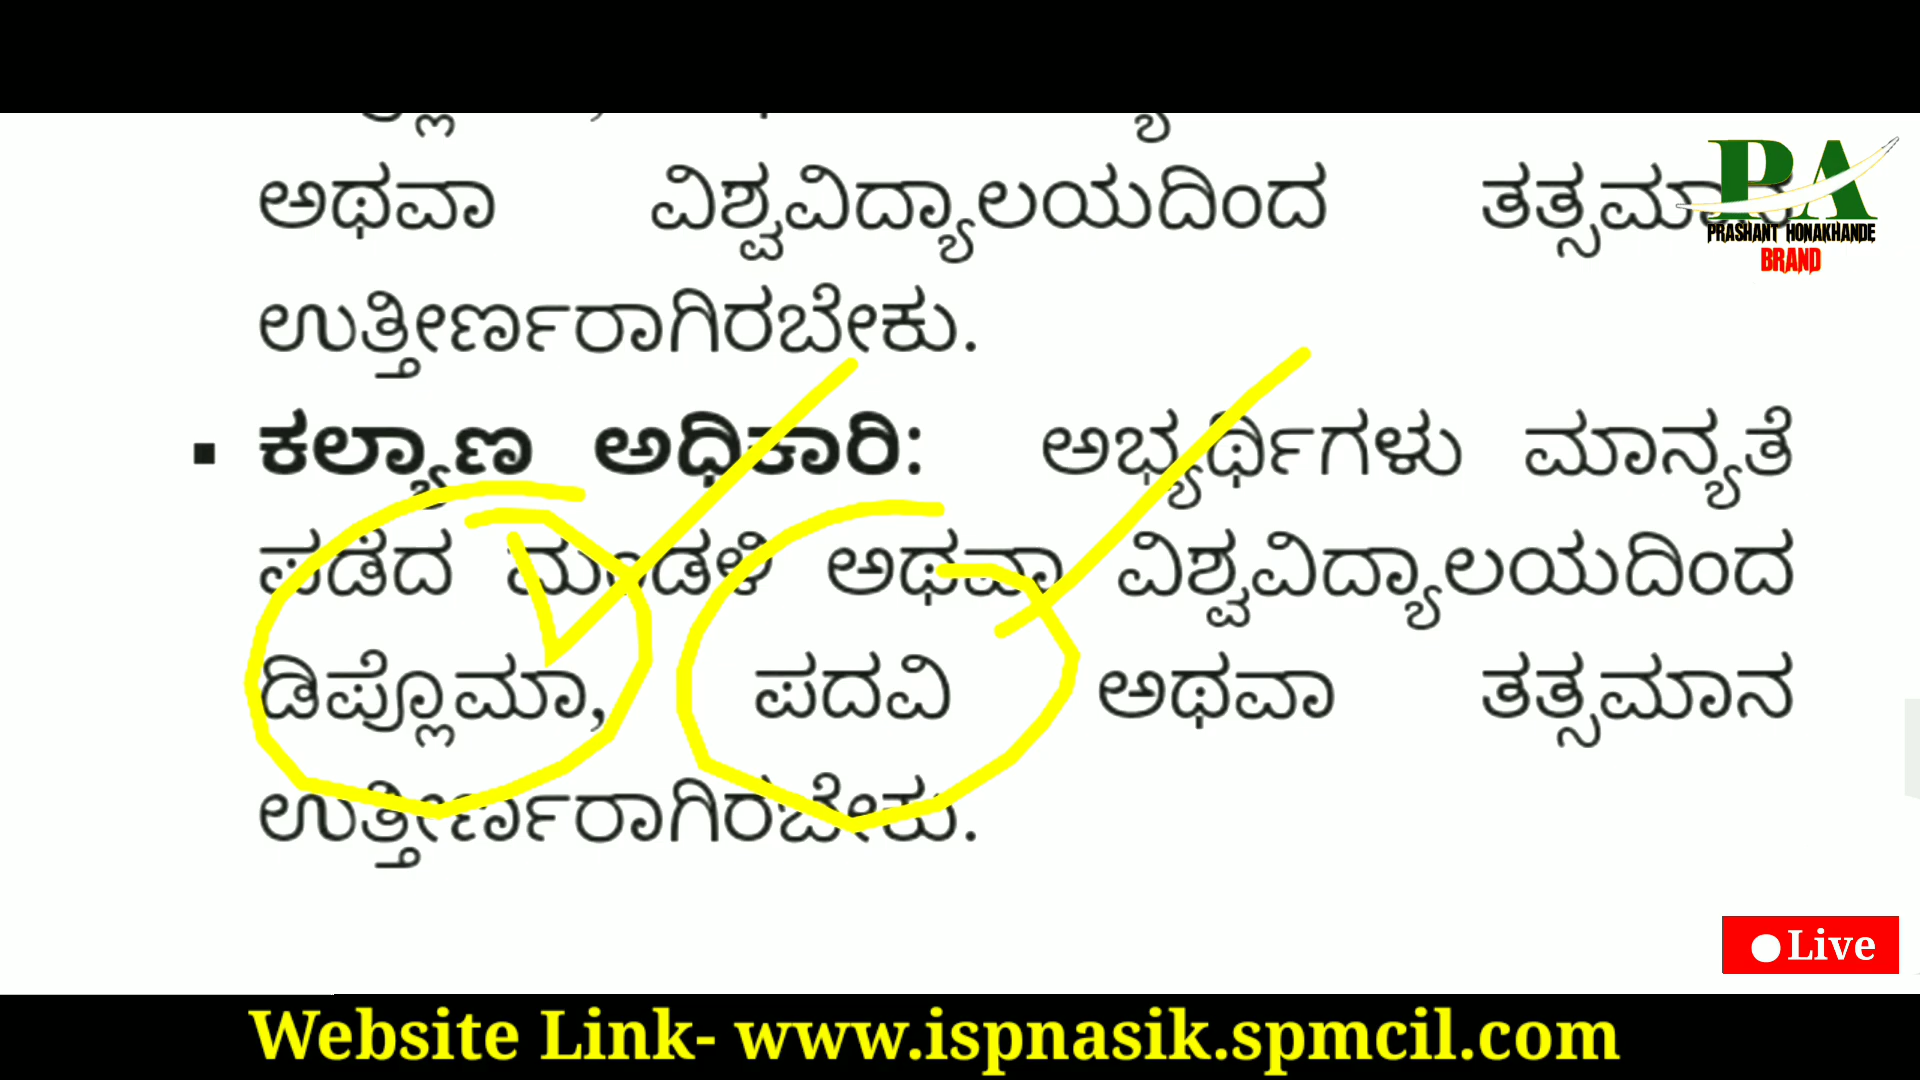 ಅಥವಾ ವಿಶ್ವವಿದ್ಯಾಲಯದಿಂದ ತತ್ಸಮಾನ
ಉತ್ತೀರ್ಣರಾಗಿರಬೇಕು.
▪ ಕಲ್ಯಾಣ ಅಧಿಕಾರಿ: ಅಭ್ಯರ್ಥಿಗಳು ಮಾನ್ಯತೆ
ಪಡೆದ ಮಂಡಳಿ ಅಥವಾ ವಿಶ್ವವಿದ್ಯಾಲಯದಿಂದ
ಡಿಪ್ಲೊಮಾ, ಪದವಿ ಅಥವಾ ತತ್ಸಮಾನ
ಉತ್ತೀರ್ಣರಾಗಿರಬೇಕು.
PA
PRASHANT HONAKHANDE
BRAND
Live
Website Link- www.ispnasik.spmcil.com